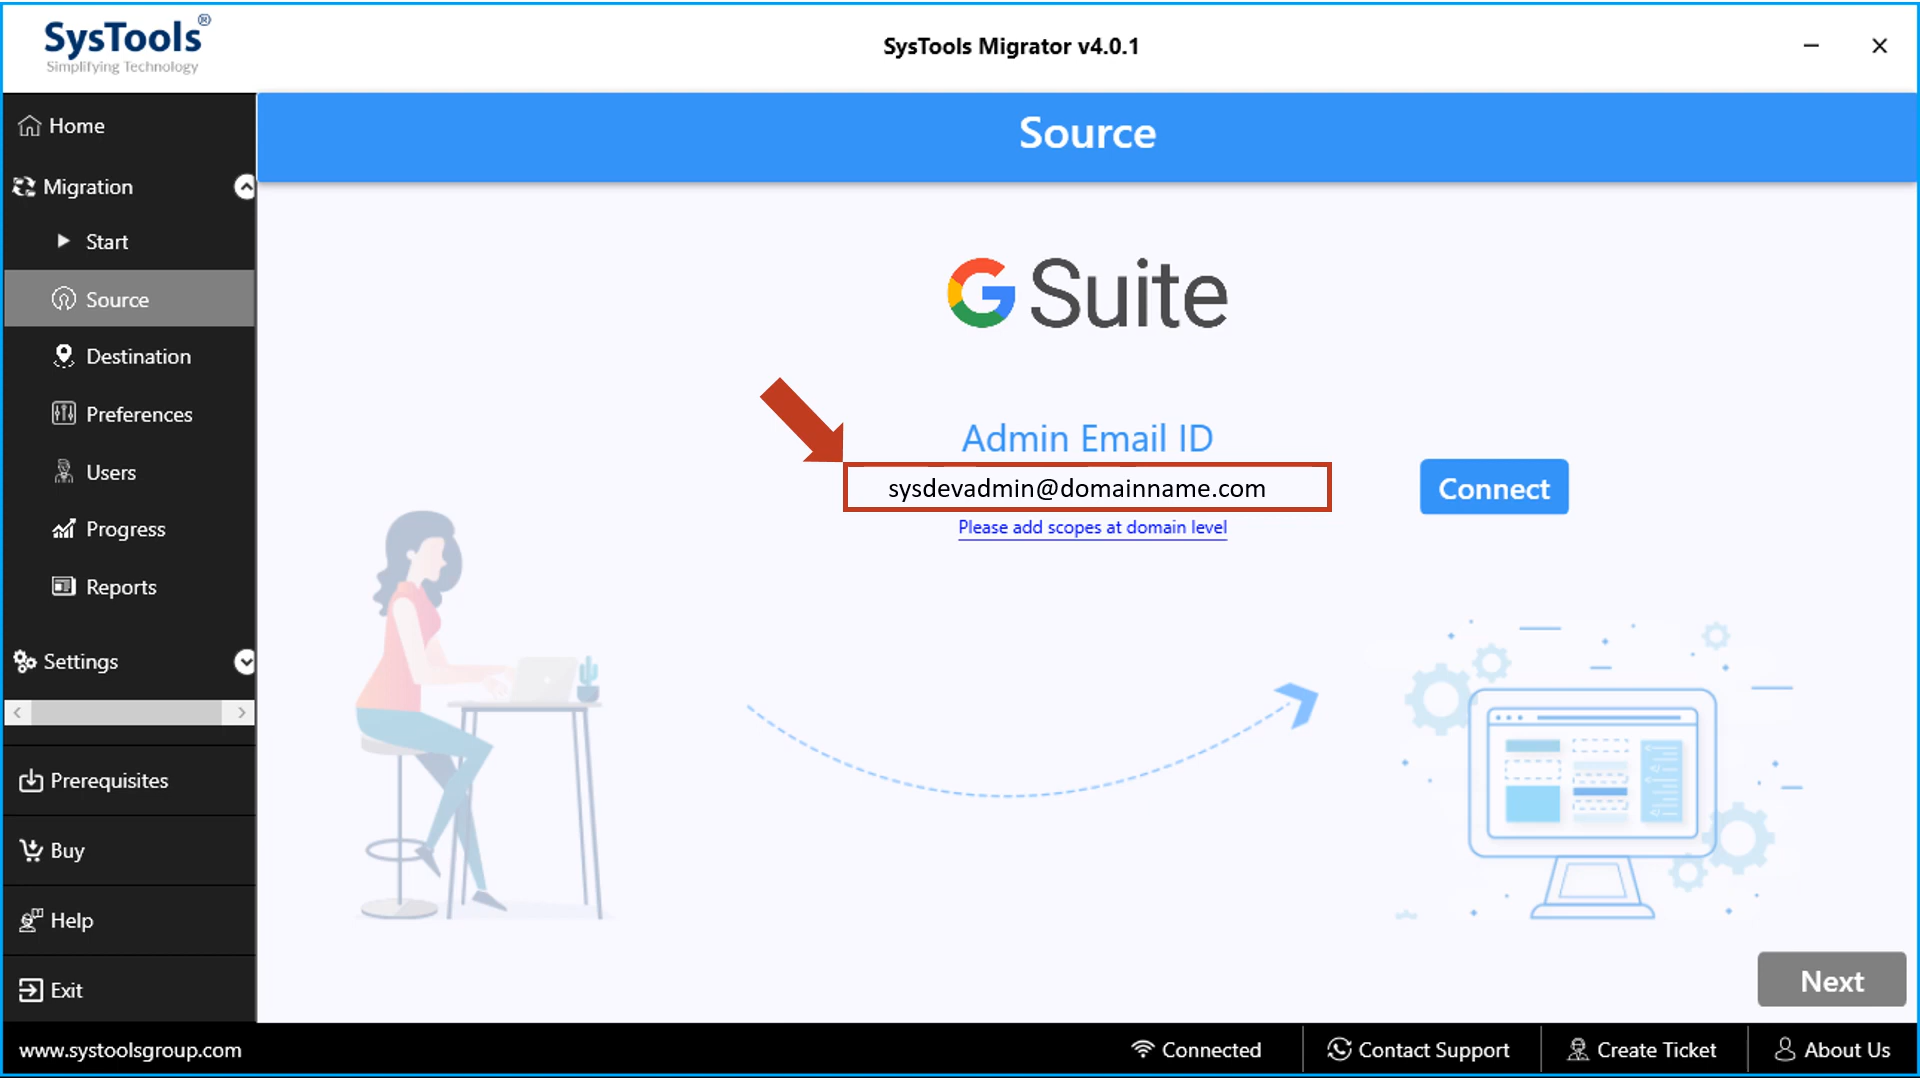 SysTools®
Simplifying Technology
SysTools Migrator v4.0.1
Home
Migration
Start
Source
Destination
Preferences
Users
Progress
Reports
Settings
Prerequisites
Buy
Help
Exit
Source
G Suite
Admin Email ID
sysdevadmin@domainname.com
Connect
Please add scopes at domain level
Next
www.systoolsgroup.com
Connected
Contact Support
Create Ticket
About Us